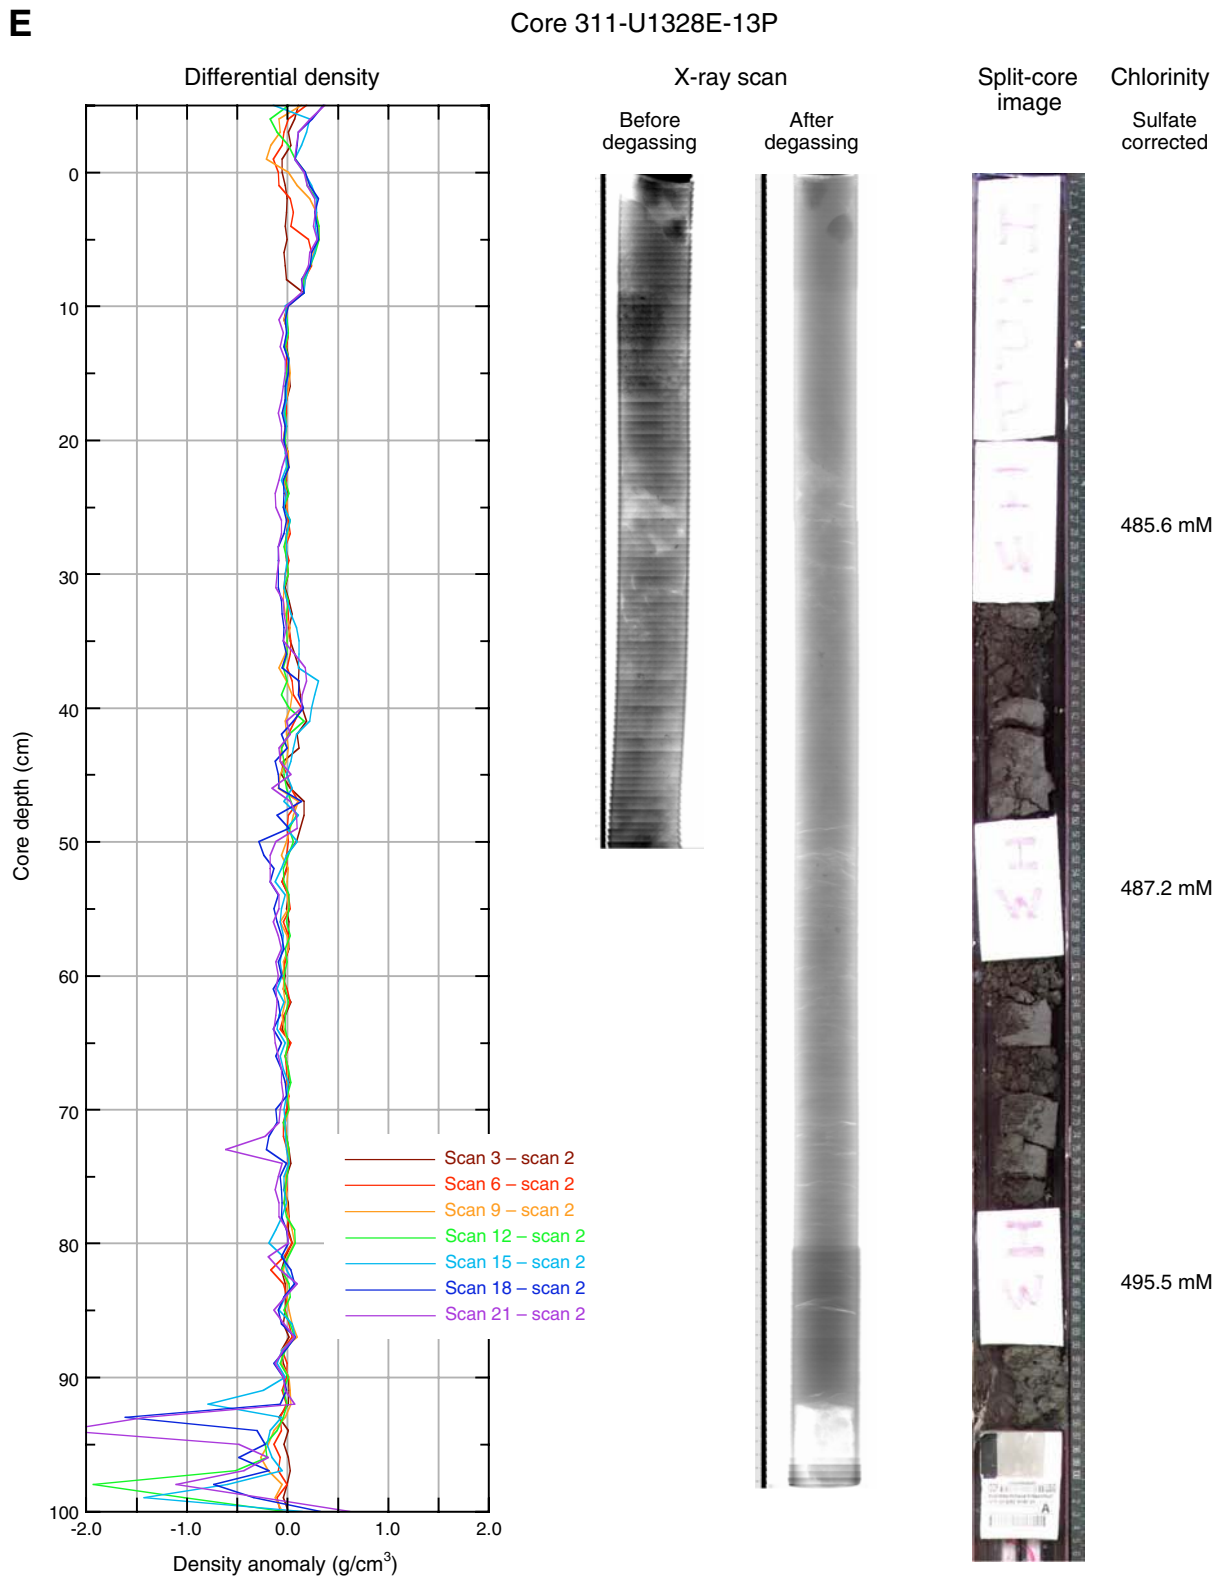 E
Core 311-U1328E-13P
Differential density
X-ray scan
Split-core
image
Chlorinity
Before
degassing
After
degassing
Sulfate
corrected
0
10
20
30
40
50
60
70
80
90
100
Core depth (cm)
-2.0
-1.0
0.0
1.0
2.0
Density anomaly (g/cm³)
Scan 3 – scan 2
Scan 6 – scan 2
Scan 9 – scan 2
Scan 12 – scan 2
Scan 15 – scan 2
Scan 18 – scan 2
Scan 21 – scan 2
485.6 mM
487.2 mM
495.5 mM
A